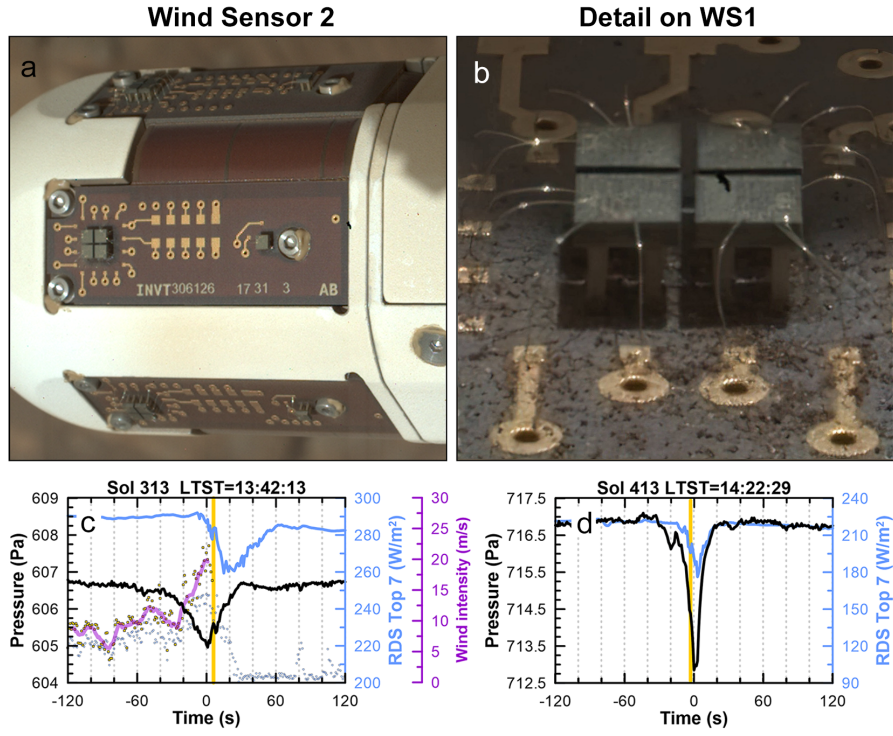 Wind Sensor 2
Detail on WS1
a
b
INVT306126 17 31 3 AB
Sol 313 LTST=13:42:13
c
609
608
607
606
605
604
Pressure (Pa)
300
280
260
240
220
200
RDS Top 7 (W/m²)
30
25
20
15
10
5
0
Wind intensity (m/s)
-120 -60 0 60 120
Time (s)
Sol 413 LTST=14:22:29
d
717.5
716.5
715.5
714.5
713.5
712.5
Pressure (Pa)
240
210
180
150
120
90
RDS Top 7 (W/m²)
-120 -60 0 60 120
Time (s)